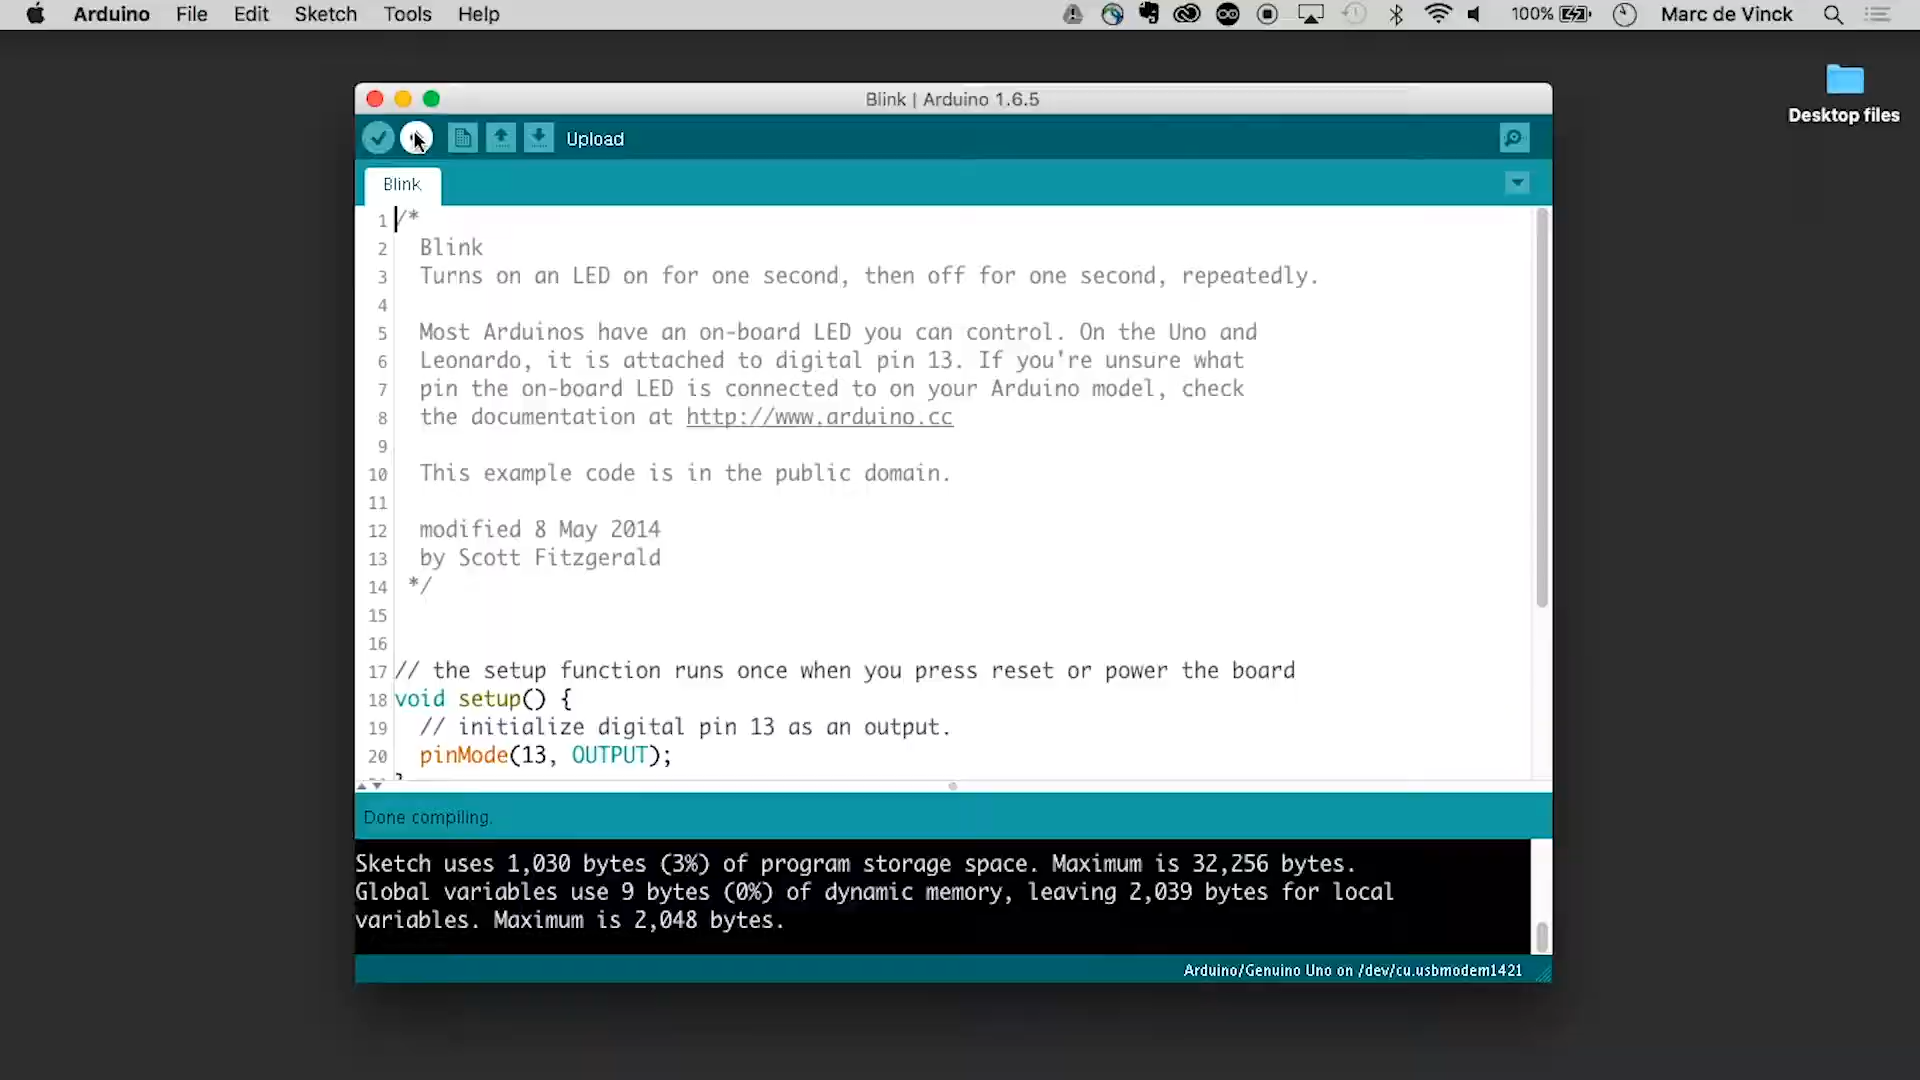 Arduino File Edit Sketch Tools Help 100% Marc de Vinck
Desktop files
Blink | Arduino 1.6.5
Upload
Blink
1 /*
2 Blink
3 Turns on an LED on for one second, then off for one second, repeatedly.
4
5 Most Arduinos have an on-board LED you can control. On the Uno and
6 Leonardo, it is attached to digital pin 13. If you're unsure what
7 pin the on-board LED is connected to on your Arduino model, check
8 the documentation at http://www.arduino.cc
9
10 This example code is in the public domain.
11
12 modified 8 May 2014
13 by Scott Fitzgerald
14 */
15
16
17 // the setup function runs once when you press reset or power the board
18 void setup() {
19 // initialize digital pin 13 as an output.
20 pinMode(13, OUTPUT);
Done compiling.
Sketch uses 1,030 bytes (3%) of program storage space. Maximum is 32,256 bytes.
Global variables use 9 bytes (0%) of dynamic memory, leaving 2,039 bytes for local
variables. Maximum is 2,048 bytes.
Arduino/Genuino Uno on /dev/cu.usbmodem1421